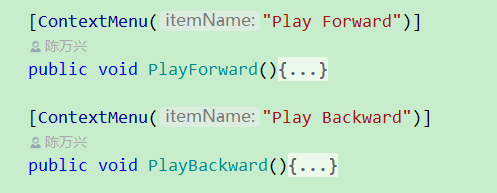 [ContextMenu(itemName:"Play Forward")]
陈万兴
public void PlayForward(){...}
[ContextMenu(itemName:"Play Backward")]
陈万兴
public void PlayBackward(){...}